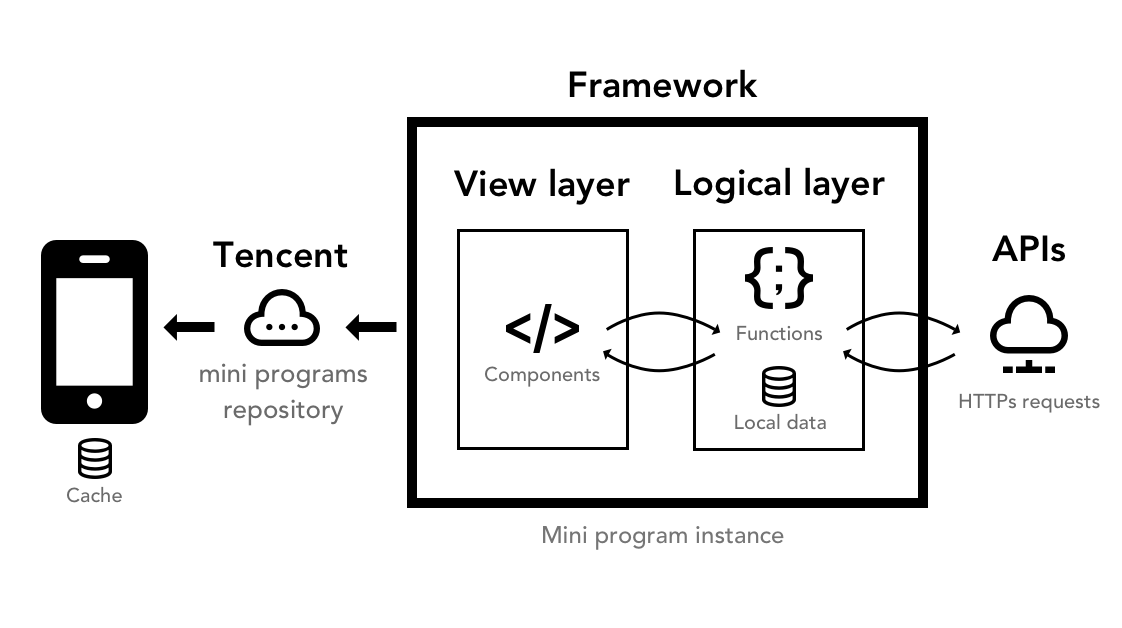 Framework
View layer
Logical layer
Tencent
APIs
Functions
mini programs
repository
Components
HTTPs requests
Local data
Cache
Mini program instance